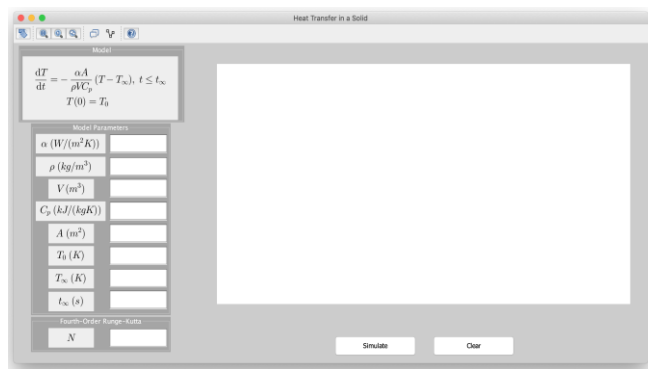 Heat Transfer in a Solid
Model
dT/dt = − αA/(ρVC_p) (T − T_∞), t ≤ t_∞
T(0) = T_0
Model Parameters
α (W/(m²K))
ρ (kg/m³)
V (m³)
C_p (kJ/(kgK))
A (m²)
T_0 (K)
T_∞ (K)
t_∞ (s)
Fourth-Order Runge-Kutta
N
Simulate
Clear